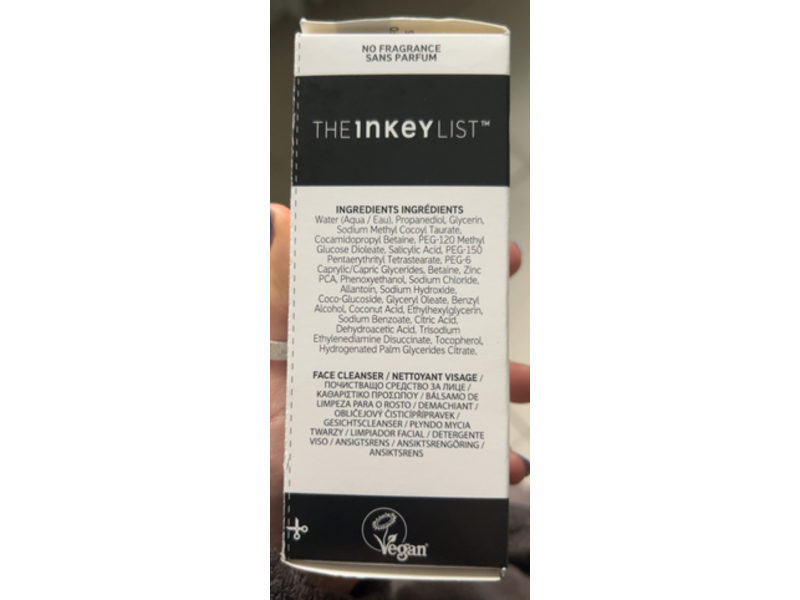 NO FRAGRANCE
SANS PARFUM
THE INKEY LIST™
INGREDIENTS INGRÉDIENTS
Water (Aqua / Eau), Propanediol, Glycerin,
Sodium Methyl Cocoyl Taurate,
Cocamidopropyl Betaine, PEG-120 Methyl
Glucose Dioleate, Salicylic Acid, PEG-150
Pentaerythrityl Tetrastearate, PEG-6
Caprylic/Capric Glycerides, Betaine, Zinc
PCA, Phenoxyethanol, Sodium Chloride,
Allantoin, Sodium Hydroxide,
Coco-Glucoside, Glyceryl Oleate, Benzyl
Alcohol, Coconut Acid, Ethylhexylglycerin,
Sodium Benzoate, Citric Acid,
Dehydroacetic Acid, Trisodium
Ethylenediamine Disuccinate, Tocopherol,
Hydrogenated Palm Glycerides Citrate.
FACE CLEANSER / NETTOYANT VISAGE /
ПОЧИСТВАЩО СРЕДСТВО ЗА ЛИЦЕ /
ΚΑΘΑΡΙΣΤΙΚΟ ΠΡΟΣΩΠΟΥ / BÁLSAMO DE
LIMPEZA PARA O ROSTO / DEMACHIANT /
OBLIČEJOVÝ ČISTICÍPŘÍPRAVEK /
GESICHTSCLEANSER / PŁYNDO MYCIA
TWARZY / LIMPIADOR FACIAL / DETERGENTE
VISO / ANSIGTSRENS / ANSIKTSRENGÖRING /
ANSIKTSRENS
Vegan